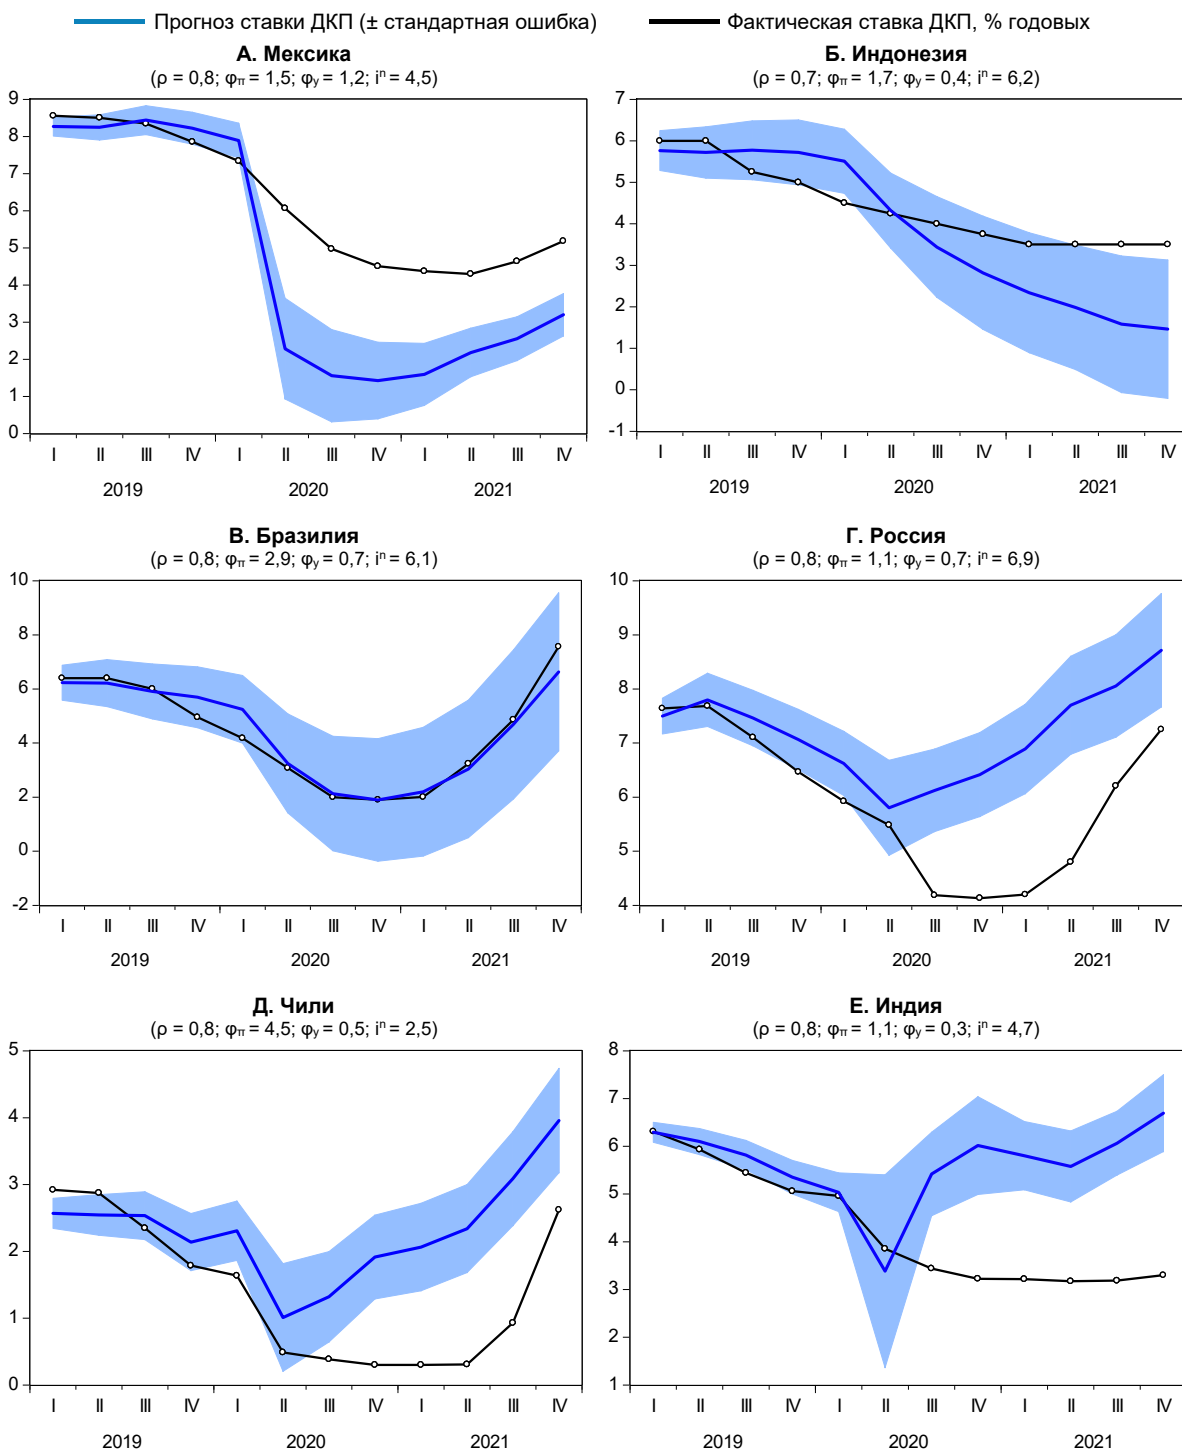 Прогноз ставки ДКП (± стандартная ошибка)
Фактическая ставка ДКП, % годовых
А. Мексика
(ρ = 0,8; φπ = 1,5; φy = 1,2; iⁿ = 4,5)
9
8
7
6
5
4
3
2
1
0
I II III IV I II III IV I II III IV
2019 2020 2021
Б. Индонезия
(ρ = 0,7; φπ = 1,7; φy = 0,4; iⁿ = 6,2)
7
6
5
4
3
2
1
0
-1
I II III IV I II III IV I II III IV
2019 2020 2021
В. Бразилия
(ρ = 0,8; φπ = 2,9; φy = 0,7; iⁿ = 6,1)
10
8
6
4
2
0
-2
I II III IV I II III IV I II III IV
2019 2020 2021
Г. Россия
(ρ = 0,8; φπ = 1,1; φy = 0,7; iⁿ = 6,9)
10
9
8
7
6
5
4
I II III IV I II III IV I II III IV
2019 2020 2021
Д. Чили
(ρ = 0,8; φπ = 4,5; φy = 0,5; iⁿ = 2,5)
5
4
3
2
1
0
I II III IV I II III IV I II III IV
2019 2020 2021
Е. Индия
(ρ = 0,8; φπ = 1,1; φy = 0,3; iⁿ = 4,7)
8
7
6
5
4
3
2
1
I II III IV I II III IV I II III IV
2019 2020 2021